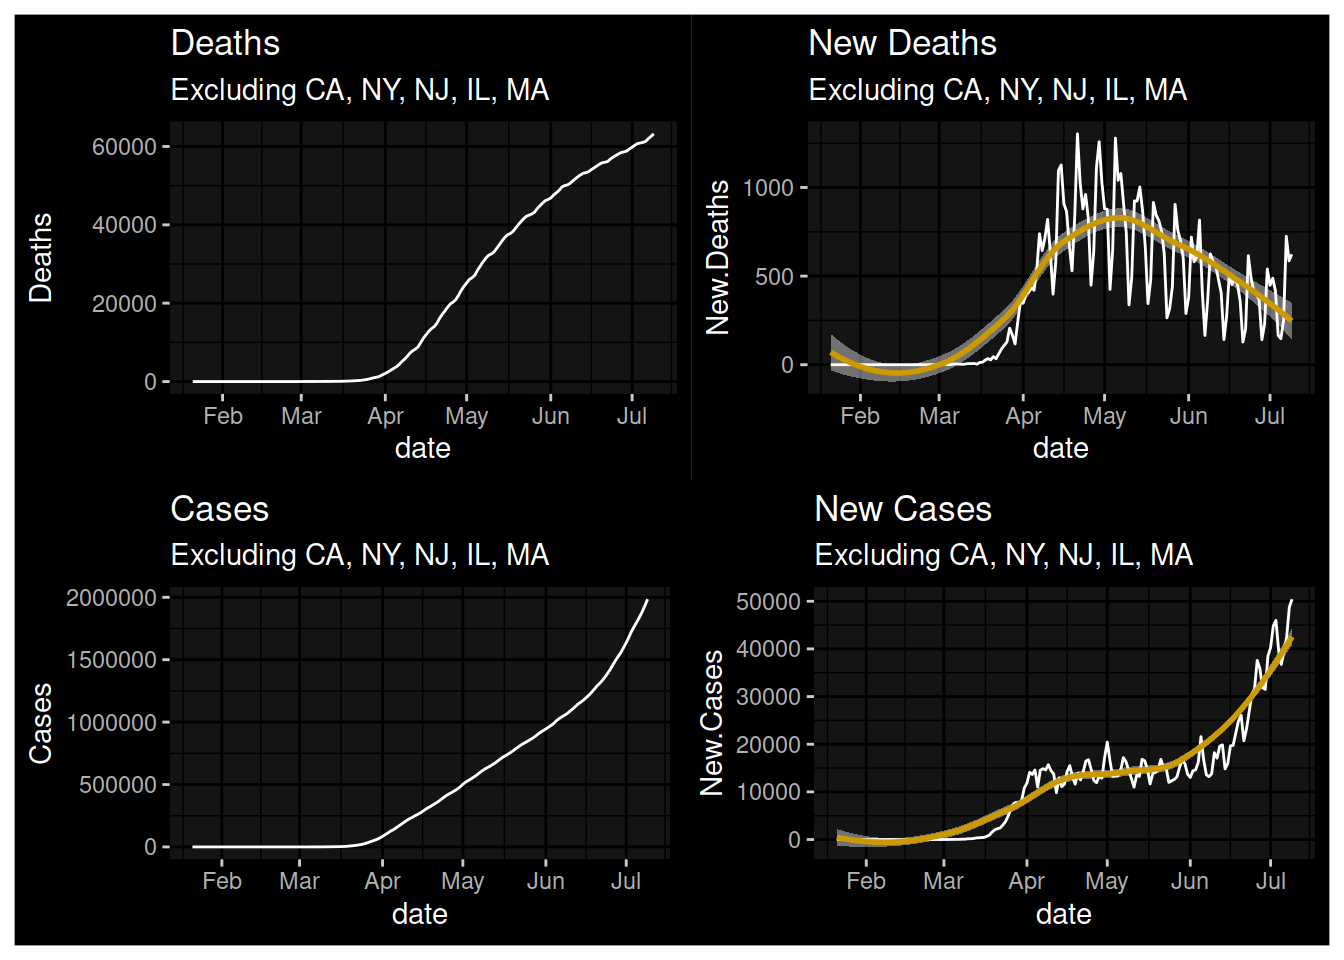 Deaths
Excluding CA, NY, NJ, IL, MA
60000
40000
20000
0
Deaths
Feb Mar Apr May Jun Jul
date
New Deaths
Excluding CA, NY, NJ, IL, MA
1000
500
0
New.Deaths
Feb Mar Apr May Jun Jul
date
Cases
Excluding CA, NY, NJ, IL, MA
2000000
1500000
1000000
500000
0
Cases
Feb Mar Apr May Jun Jul
date
New Cases
Excluding CA, NY, NJ, IL, MA
50000
40000
30000
20000
10000
0
New.Cases
Feb Mar Apr May Jun Jul
date